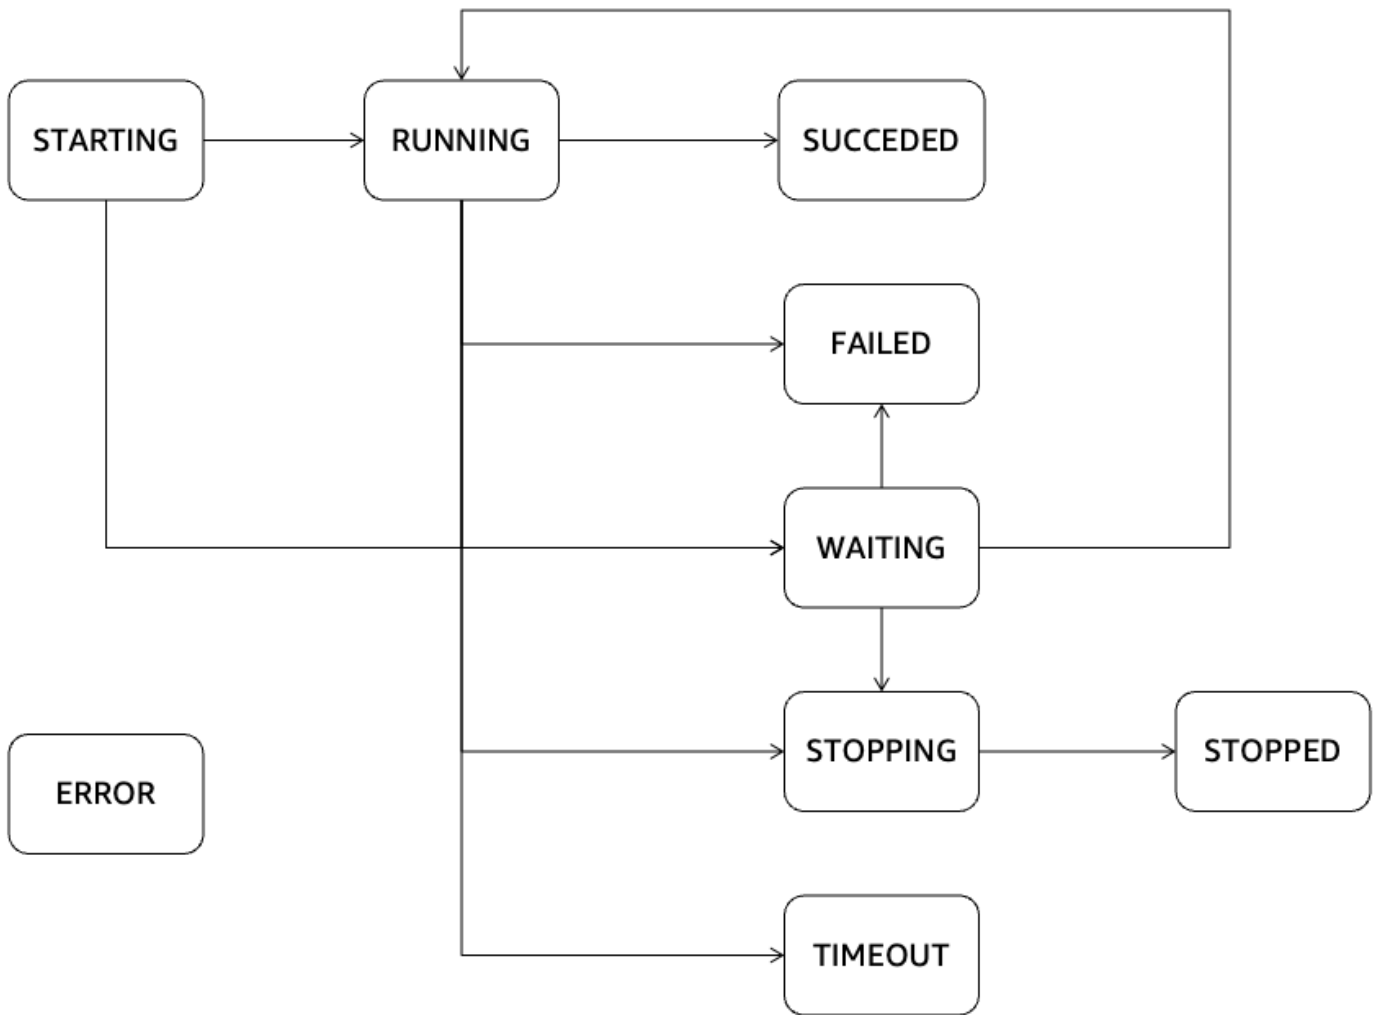 STARTING
RUNNING
SUCCEDED
FAILED
WAITING
STOPPING
STOPPED
ERROR
TIMEOUT